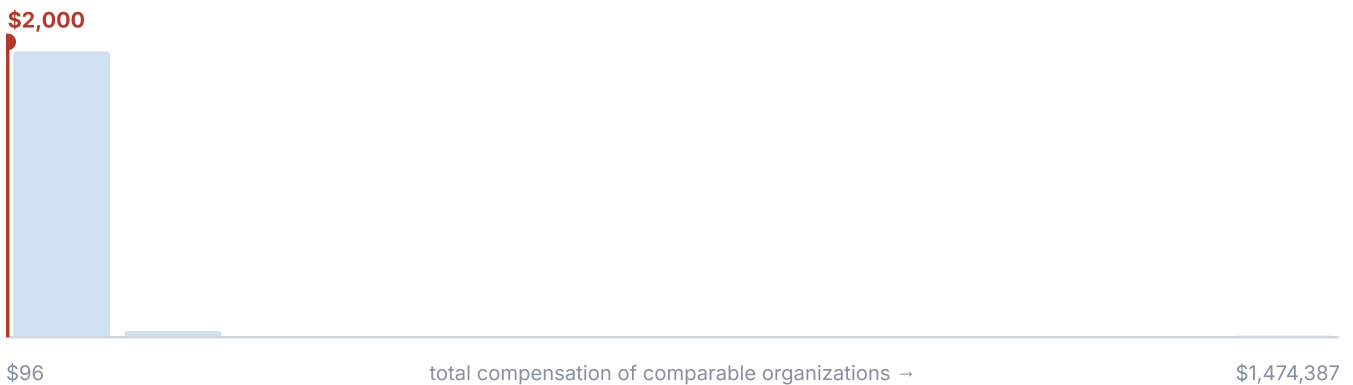 $2,000
$96 total compensation of comparable organizations → $1,474,387